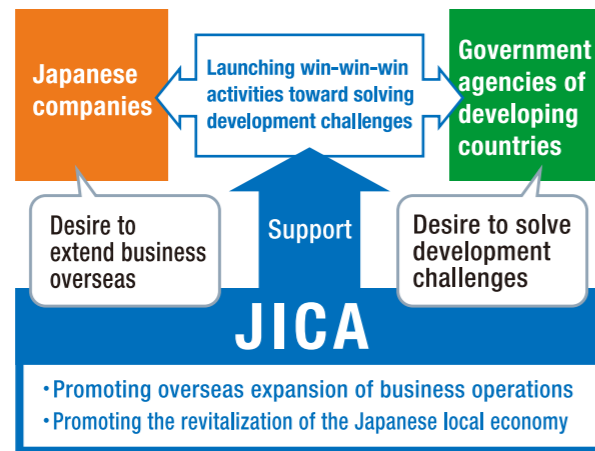 Japanese
companies
Launching win-win-win
activities toward solving
development challenges
Government
agencies of
developing
countries
Desire to
extend business
overseas
Support
Desire to solve
development
challenges
JICA
・Promoting overseas expansion of business operations
・Promoting the revitalization of the Japanese local economy